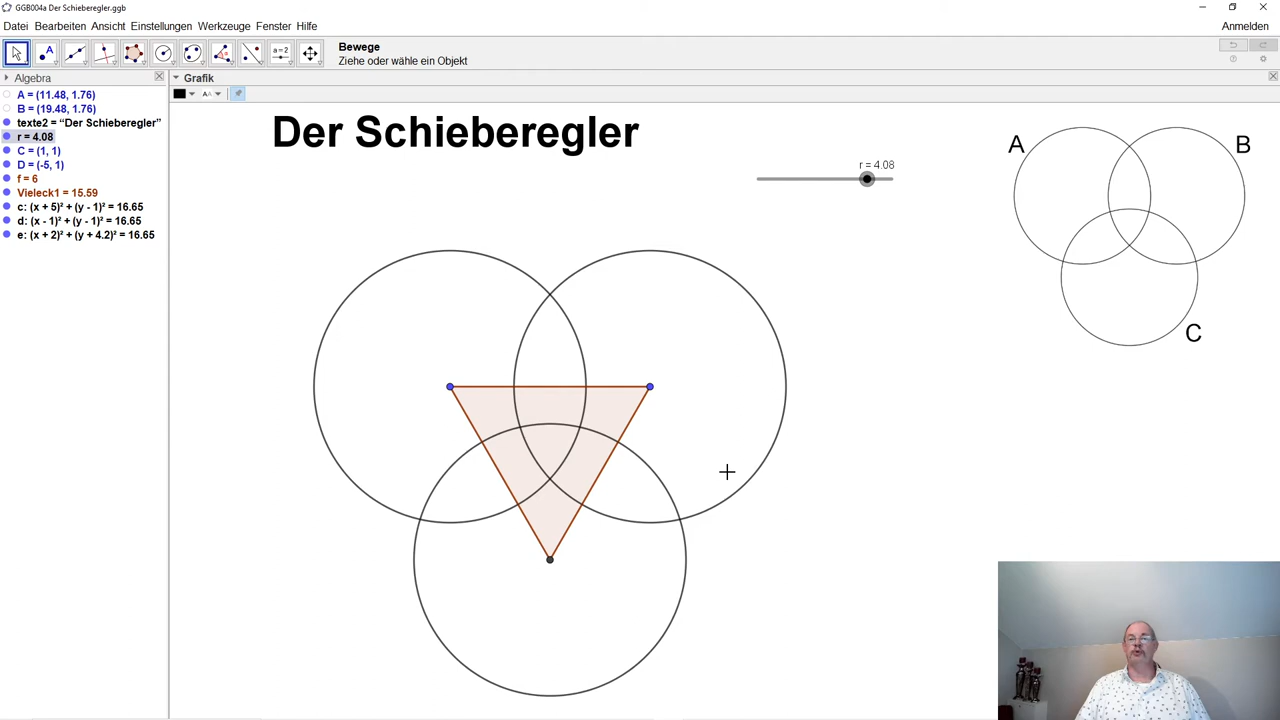 GGB004a Der Schieberegler.ggb
Datei Bearbeiten Ansicht Einstellungen Werkzeuge Fenster Hilfe
Anmelden
A
a=2
Bewege
Ziehe oder wähle ein Objekt
Algebra
Grafik
AA
A = (11.48, 1.76)
B = (19.48, 1.76)
texte2 = “Der Schieberegler”
r = 4.08
C = (1, 1)
D = (-5, 1)
f = 6
Vieleck1 = 15.59
c: (x + 5)² + (y - 1)² = 16.65
d: (x - 1)² + (y - 1)² = 16.65
e: (x + 2)² + (y + 4.2)² = 16.65
Der Schieberegler
r = 4.08
A
B
C